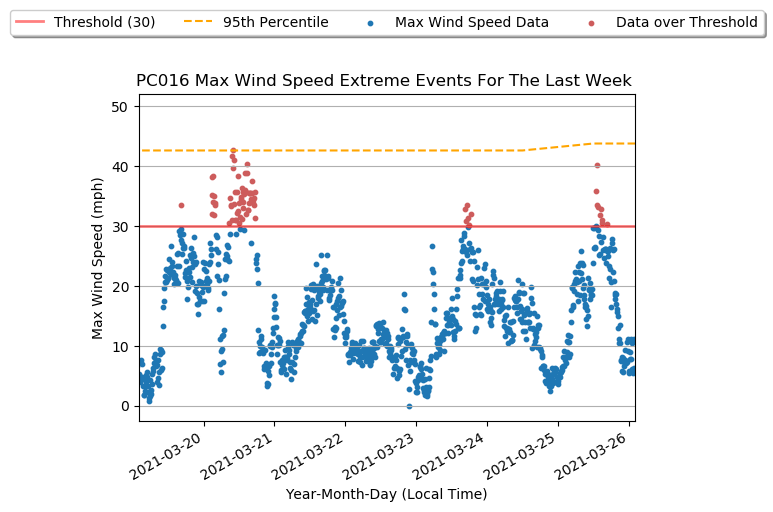 Threshold (30) 95th Percentile Max Wind Speed Data Data over Threshold
PC016 Max Wind Speed Extreme Events For The Last Week
50
40
30
20
10
0
Max Wind Speed (mph)
2021-03-20 2021-03-21 2021-03-22 2021-03-23 2021-03-24 2021-03-25 2021-03-26
Year-Month-Day (Local Time)